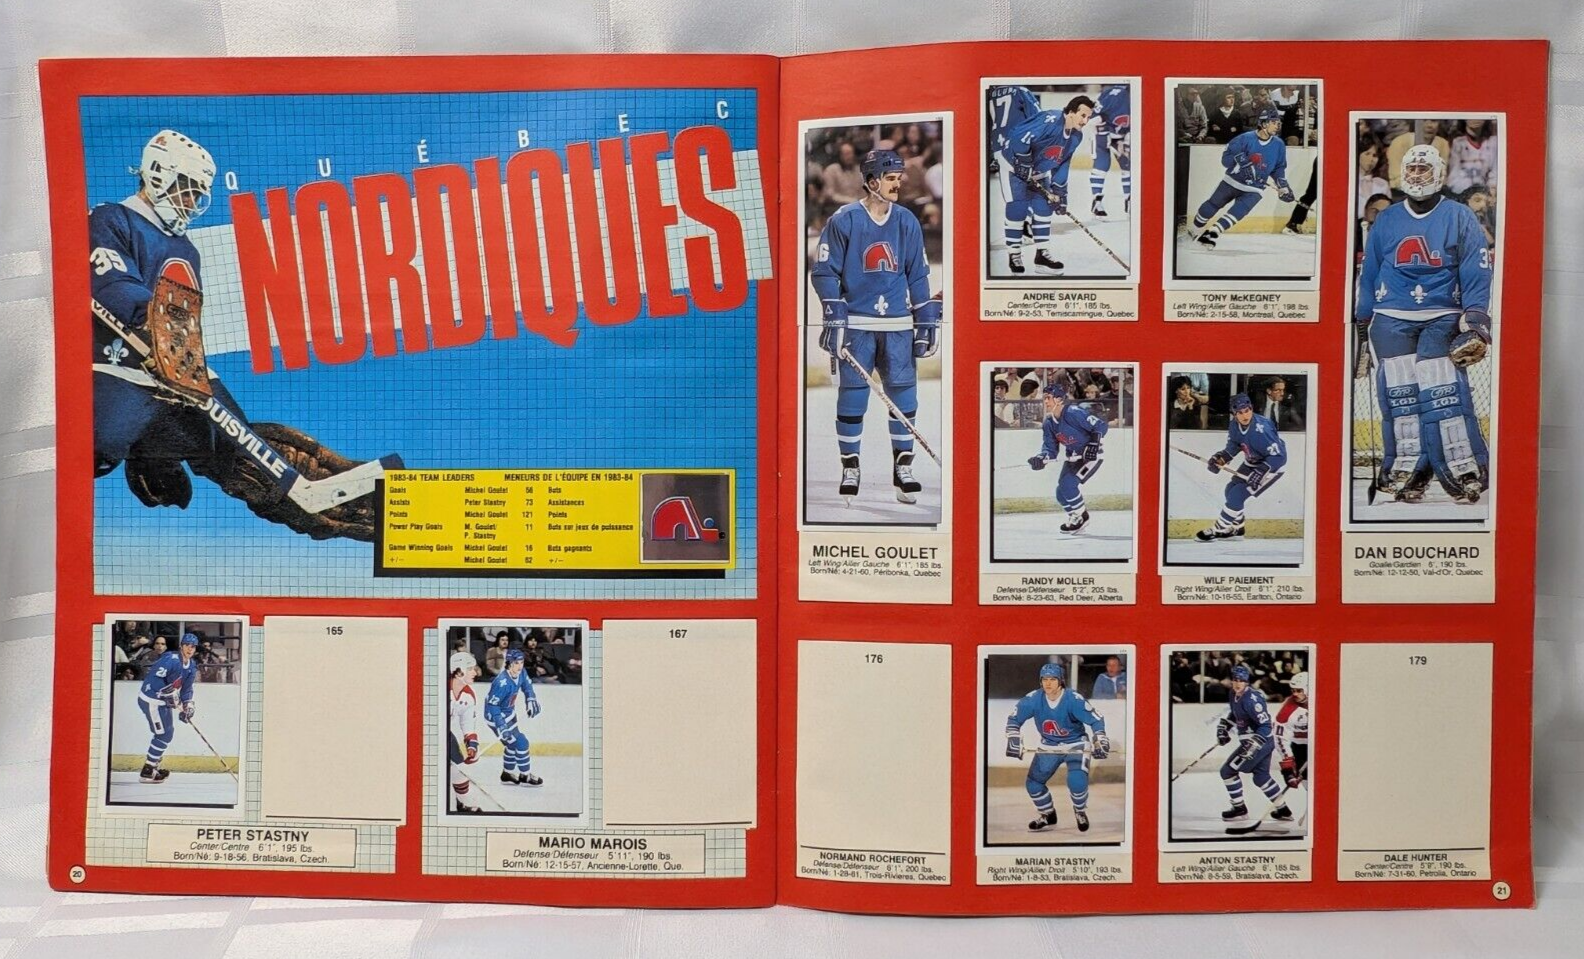 QUÉBEC
NORDIQUES
35
LOUISVILLE
1983-84 TEAM LEADERS MENEURS DE L'ÉQUIPE EN 1983-84
Goals Michel Goulet 56 Buts
Assists Peter Stastny 73 Assistances
Points Michel Goulet 121 Points
Power Play Goals M. Goulet/ 11 Buts sur jeux de puissance
P. Stastny
Game Winning Goals Michel Goulet 16 Buts gagnants
+/- Michel Goulet 62 +/-
165
167
PETER STASTNY
Center/Centre 6'1", 195 lbs.
Born/Né: 9-18-56, Bratislava, Czech.
MARIO MAROIS
Defense/Défenseur 5'11", 190 lbs.
Born/Né: 12-15-57, Ancienne-Lorette, Que.
20
ANDRE SAVARD
Center/Centre 6'1", 185 lbs.
Born/Né: 9-2-53, Temiscamingue, Quebec
TONY McKEGNEY
Left Wing/Ailier Gauche 6'1", 198 lbs.
Born/Né: 2-15-58, Montreal, Quebec
MICHEL GOULET
Left Wing/Ailier Gauche 6'1", 185 lbs.
Born/Né: 4-21-60, Péribonka, Quebec
RANDY MOLLER
Defense/Défenseur 6'2", 205 lbs.
Born/Né: 8-23-63, Red Deer, Alberta
WILF PAIEMENT
Right Wing/Ailier Droit 6'1", 210 lbs.
Born/Né: 10-16-55, Earlton, Ontario
LGD LGD
DAN BOUCHARD
Goalie/Gardien 6', 190 lbs.
Born/Né: 12-12-50, Val-d'Or, Quebec
176
179
NORMAND ROCHEFORT
Defense/Défenseur 6'1", 200 lbs.
Born/Né: 1-28-61, Trois-Rivieres, Quebec
MARIAN STASTNY
Right Wing/Ailier Droit 5'10", 193 lbs.
Born/Né: 1-8-53, Bratislava, Czech.
ANTON STASTNY
Left Wing/Ailier Gauche 6', 185 lbs.
Born/Né: 8-5-59, Bratislava, Czech.
DALE HUNTER
Center/Centre 5'9", 190 lbs.
Born/Né: 7-31-60, Petrolia, Ontario
21